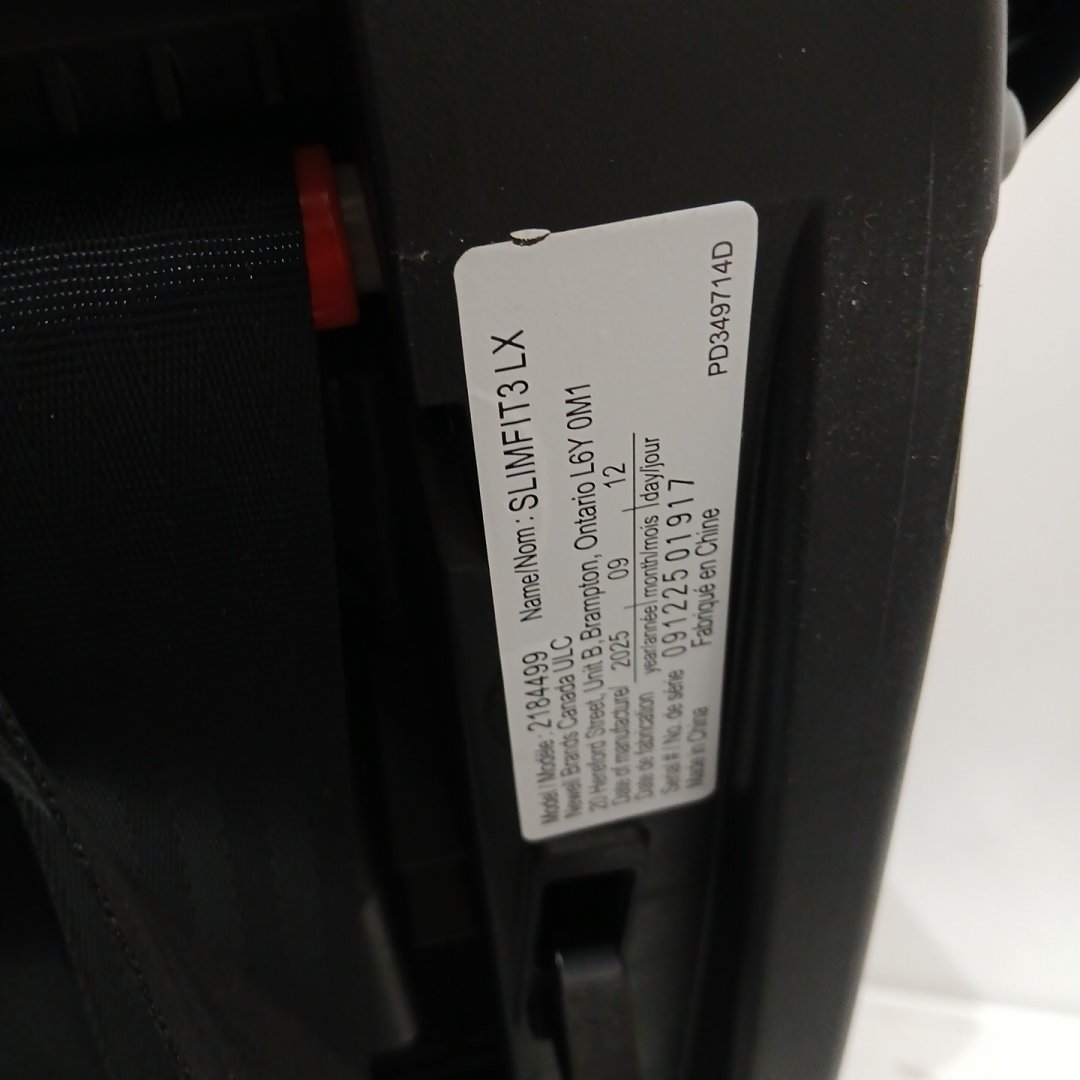 Model / Modèle : 2184499 Name/Nom : SLIMFIT3 LX
Newell Brands Canada ULC
20 Hereford Street, Unit B, Brampton, Ontario L6Y 0M1
Date of manufacture/ 2025 09 12
Date de fabrication year/année month/mois day/jour
Serial # / No. de série 091225 01917
Made in China Fabriqué en Chine
PD349714D